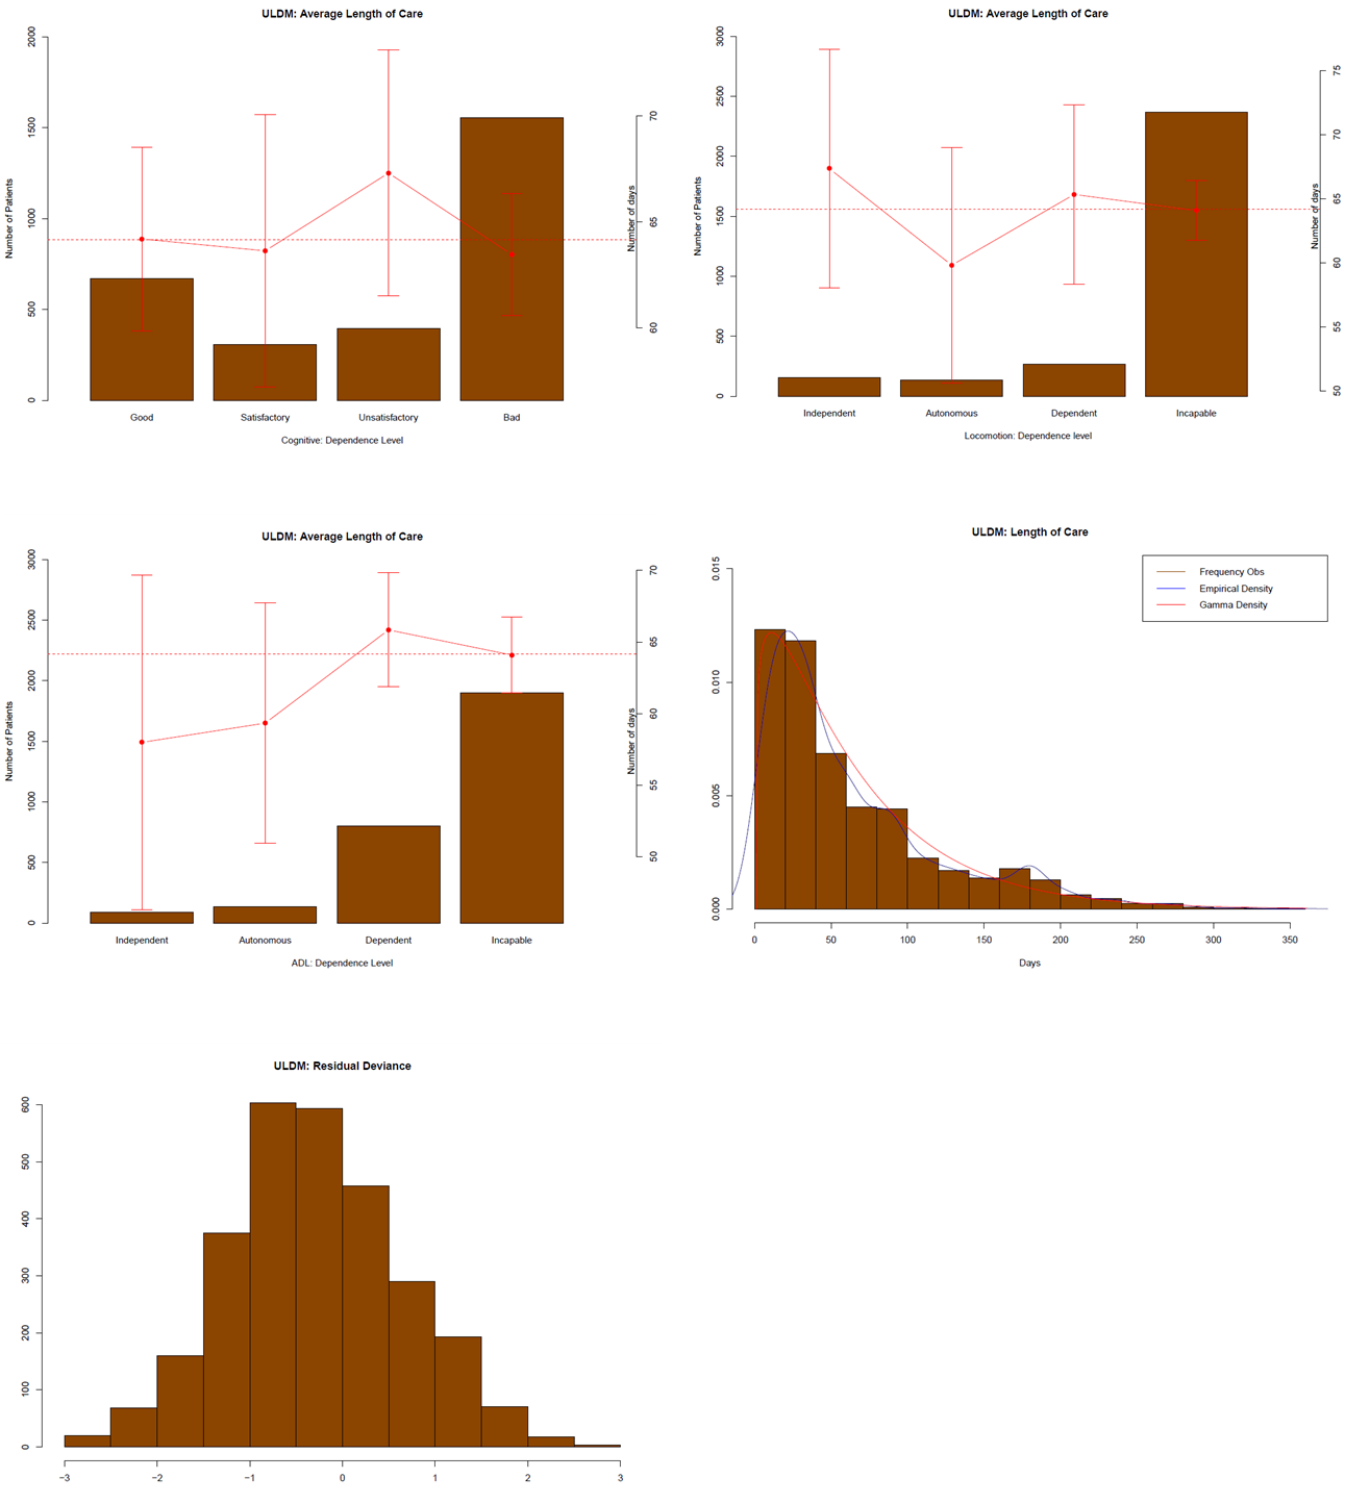 ULDM: Average Length of Care
2000
1500
1000
500
0
Number of Patients
70
65
60
Number of days
Good Satisfactory Unsatisfactory Bad
Cognitive: Dependence Level
ULDM: Average Length of Care
3000
2500
2000
1500
1000
500
0
Number of Patients
75
70
65
60
55
50
Number of days
Independent Autonomous Dependent Incapable
Locomotion: Dependence level
ULDM: Average Length of Care
3000
2500
2000
1500
1000
500
0
Number of Patients
70
65
60
55
50
Number of days
Independent Autonomous Dependent Incapable
ADL: Dependence Level
ULDM: Length of Care
Frequency Obs
Empirical Density
Gamma Density
0.015
0.010
0.005
0.000
0 50 100 150 200 250 300 350
Days
ULDM: Residual Deviance
600
500
400
300
200
100
0
−3 −2 −1 0 1 2 3